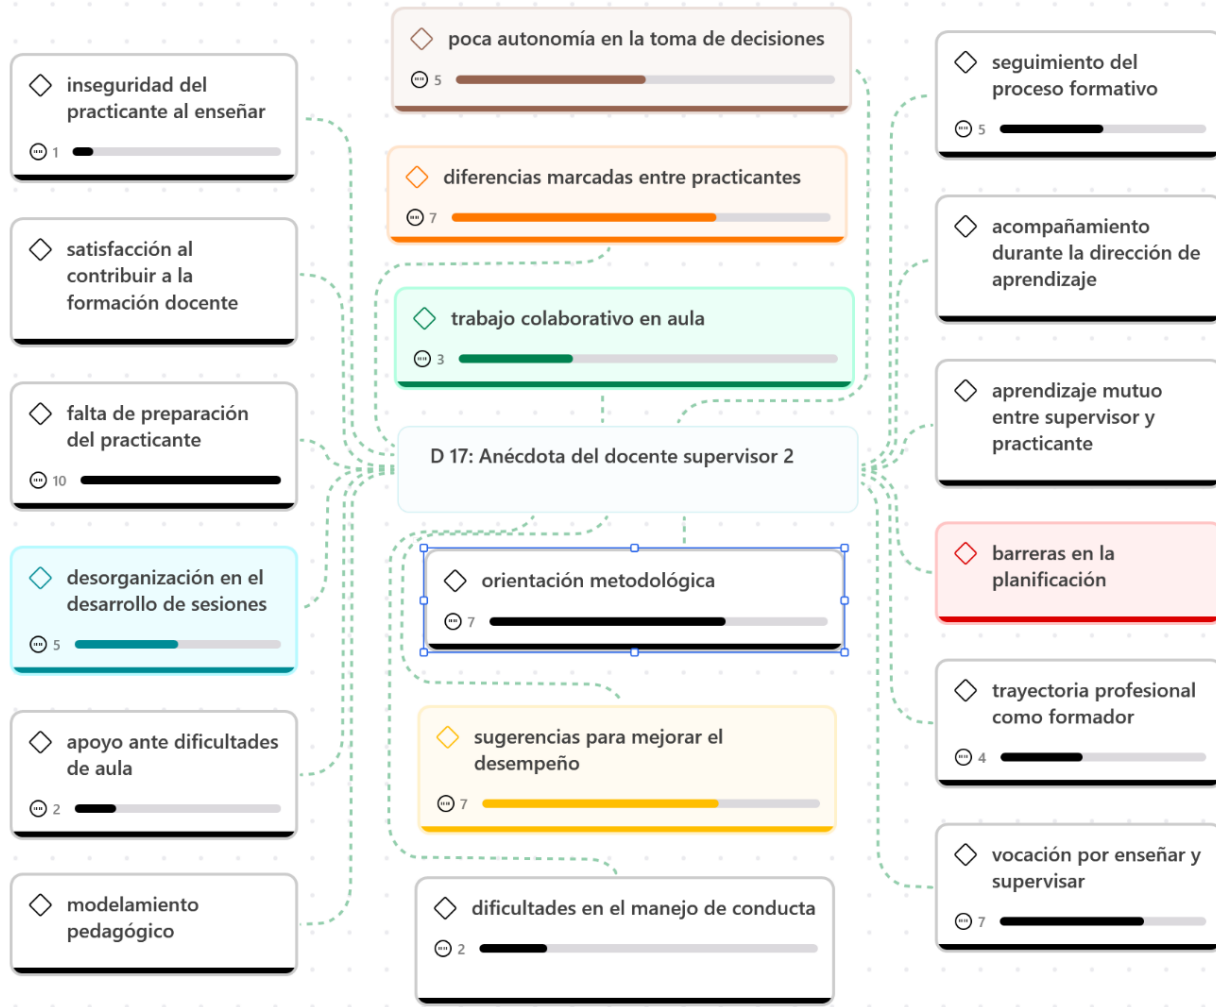 inseguridad del
practicante al enseñar
1
satisfacción al
contribuir a la
formación docente
falta de preparación
del practicante
10
desorganización en el
desarrollo de sesiones
5
apoyo ante dificultades
de aula
2
modelamiento
pedagógico
poca autonomía en la toma de decisiones
5
diferencias marcadas entre practicantes
7
trabajo colaborativo en aula
3
D 17: Anécdota del docente supervisor 2
orientación metodológica
7
sugerencias para mejorar el
desempeño
7
dificultades en el manejo de conducta
2
seguimiento del
proceso formativo
5
acompañamiento
durante la dirección de
aprendizaje
aprendizaje mutuo
entre supervisor y
practicante
barreras en la
planificación
trayectoria profesional
como formador
4
vocación por enseñar y
supervisar
7